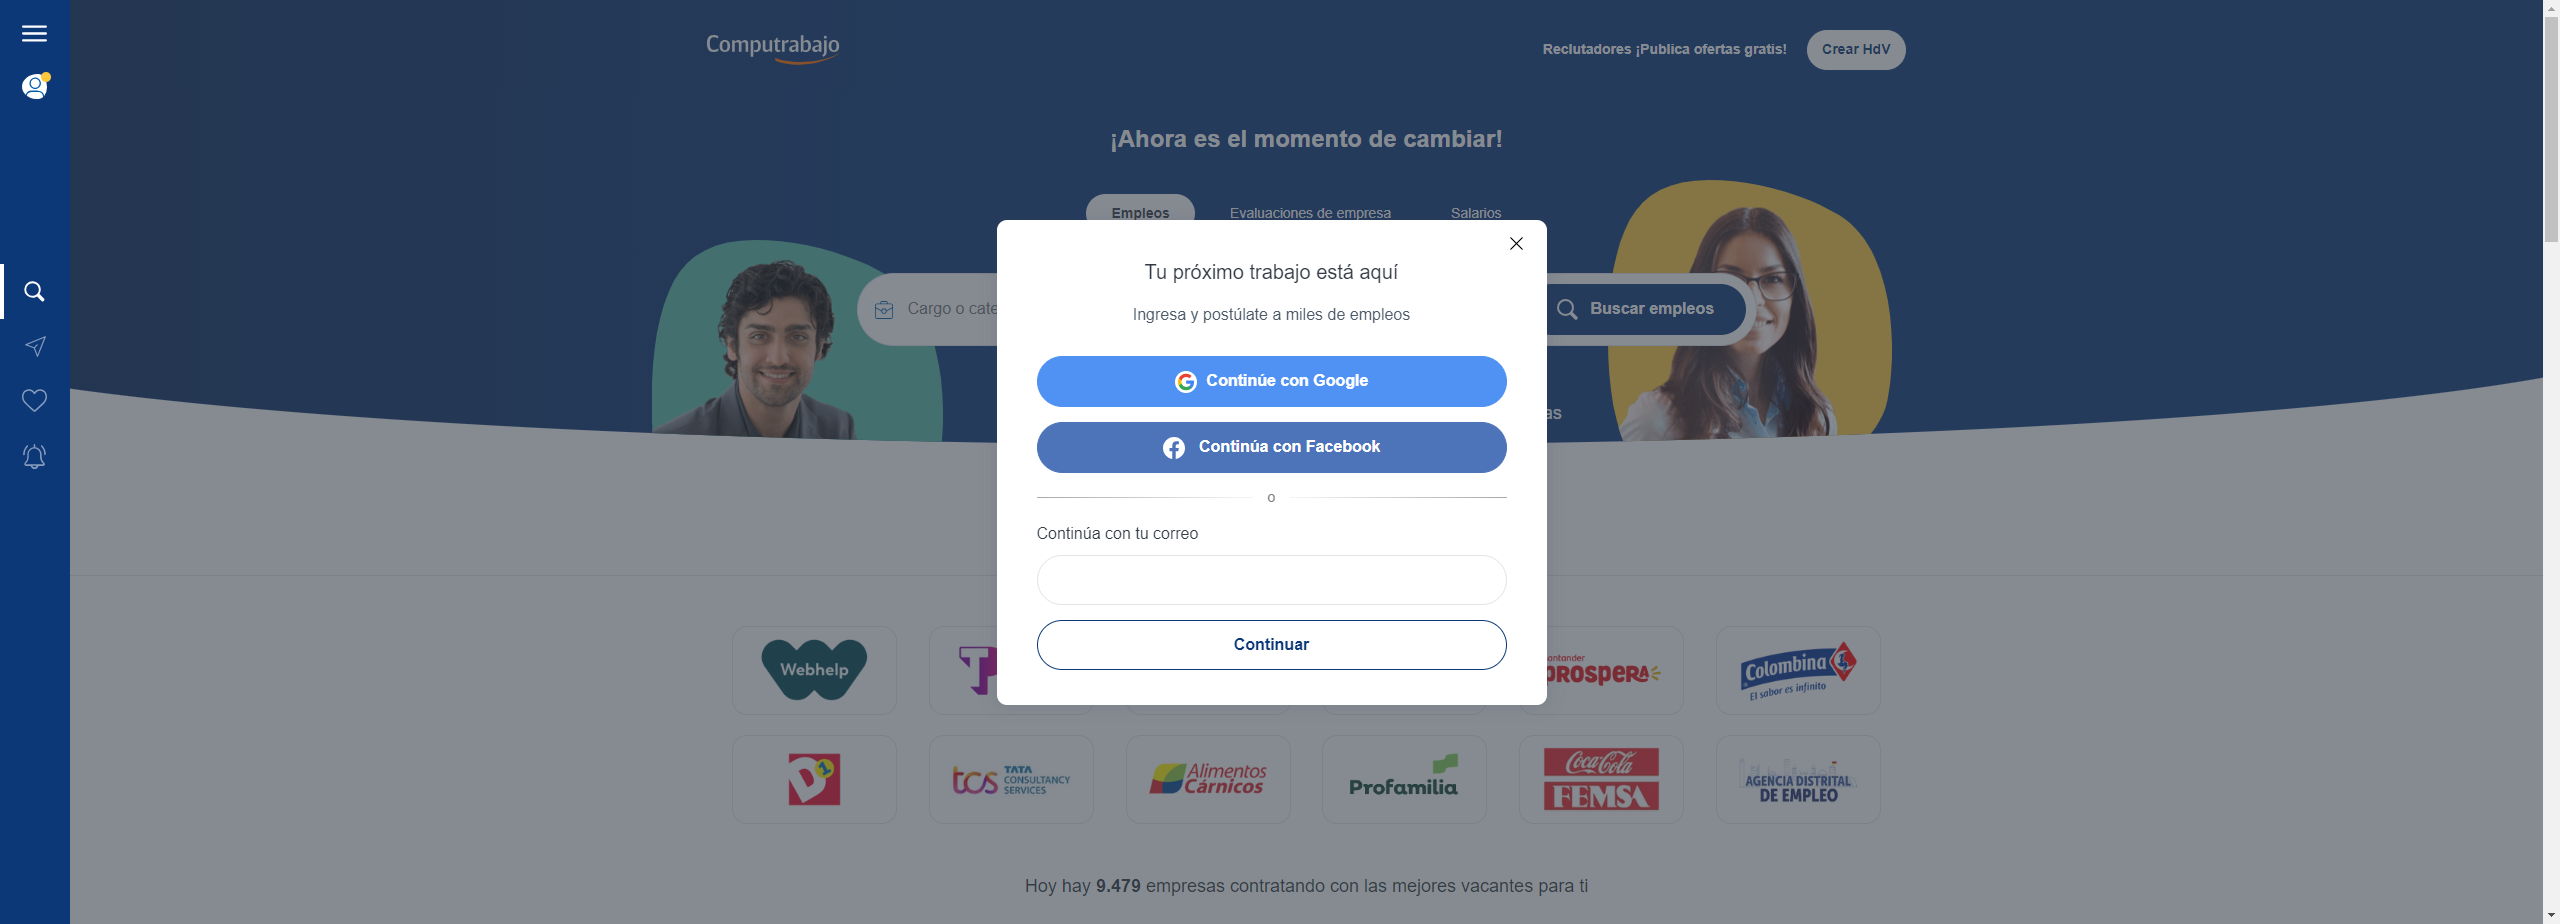 Computrabajo
Reclutadores ¡Publica ofertas gratis!
Crear HdV
¡Ahora es el momento de cambiar!
Empleos
Evaluaciones de empresa
Salarios
Cargo o cate
Buscar empleos
as
Tu próximo trabajo está aquí
Ingresa y postúlate a miles de empleos
Continúe con Google
Continúa con Facebook
o
Continúa con tu correo
Continuar
Webhelp
TP
antander
PROSPERA
Colombina
El sabor es infinito
D1
tcs TATA
CONSULTANCY
SERVICES
Alimentos
Cárnicos
Profamilia
Coca-Cola
FEMSA
AGENCIA DISTRITAL
DE EMPLEO
Hoy hay 9.479 empresas contratando con las mejores vacantes para ti